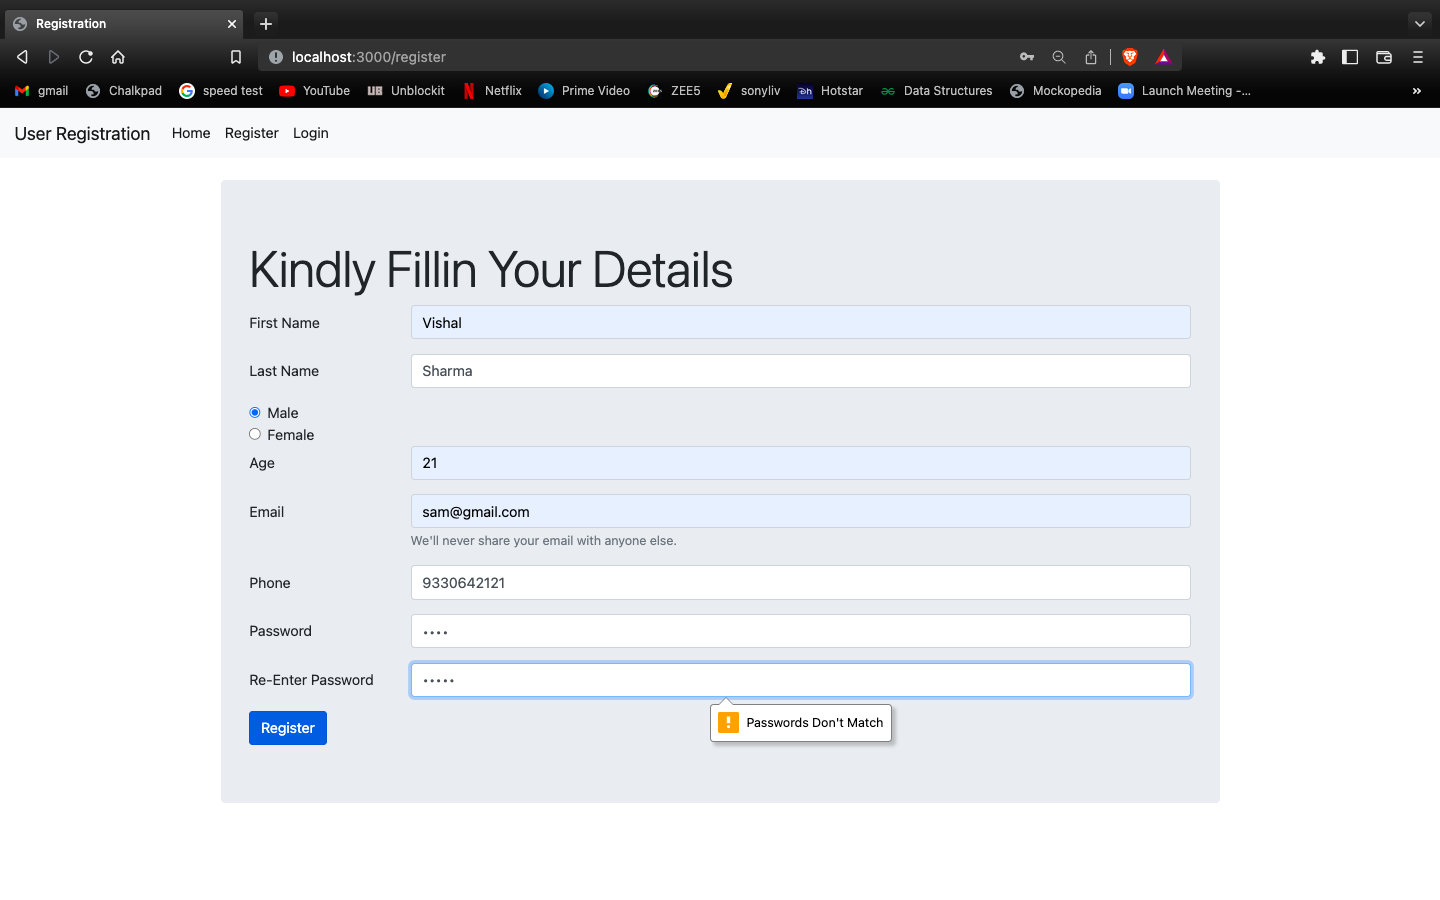 Registration
localhost:3000/register
gmail Chalkpad speed test YouTube UB Unblockit Netflix Prime Video ZEE5 sonyliv Hotstar Data Structures Mockopedia Launch Meeting -...
User Registration Home Register Login
Kindly Fillin Your Details
First Name Vishal
Last Name Sharma
Male
Female
Age 21
Email sam@gmail.com
We'll never share your email with anyone else.
Phone 9330642121
Password ••••
Re-Enter Password •••••
Register ! Passwords Don't Match